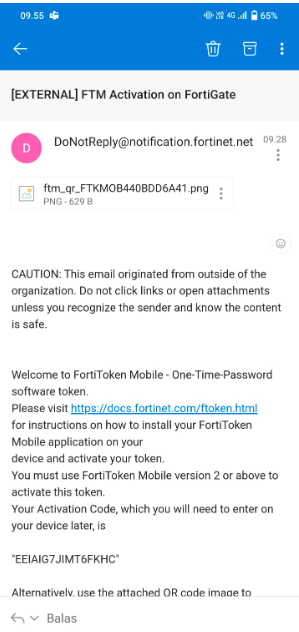 09.55
4G 65%
[EXTERNAL] FTM Activation on FortiGate
D
DoNotReply@notification.fortinet.net 09.28
ftm_qr_FTKMOB440BDD6A41.png
PNG - 629 B
CAUTION: This email originated from outside of the
organization. Do not click links or open attachments
unless you recognize the sender and know the content
is safe.
Welcome to FortiToken Mobile - One-Time-Password
software token.
Please visit https://docs.fortinet.com/ftoken.html
for instructions on how to install your FortiToken
Mobile application on your
device and activate your token.
You must use FortiToken Mobile version 2 or above to
activate this token.
Your Activation Code, which you will need to enter on
your device later, is
"EEIAIG7JIMT6FKHC"
Alternatively, use the attached QR code image to
Balas